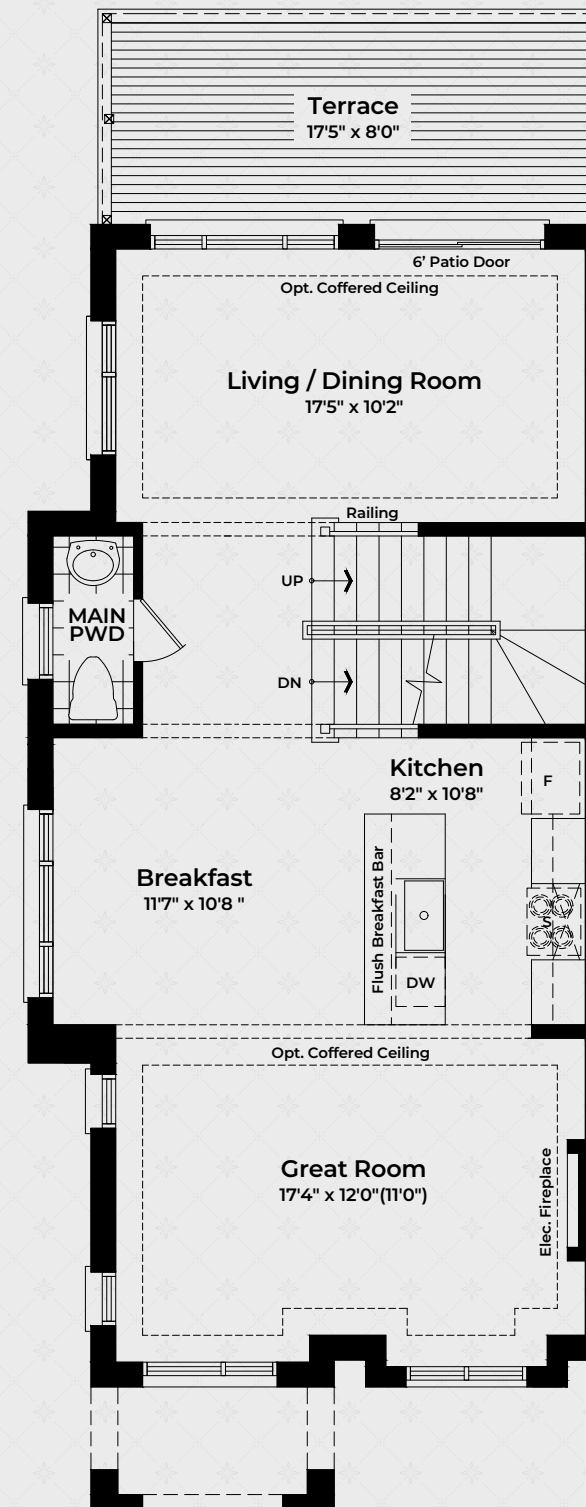 Terrace
17'5" x 8'0"
6' Patio Door
Opt. Coffered Ceiling
Living / Dining Room
17'5" x 10'2"
Railing
UP
MAIN
PWD
DN
Kitchen
8'2" x 10'8"
F
Breakfast
11'7" x 10'8 "
Flush Breakfast Bar
S
DW
Opt. Coffered Ceiling
Great Room
17'4" x 12'0"(11'0")
Elec. Fireplace